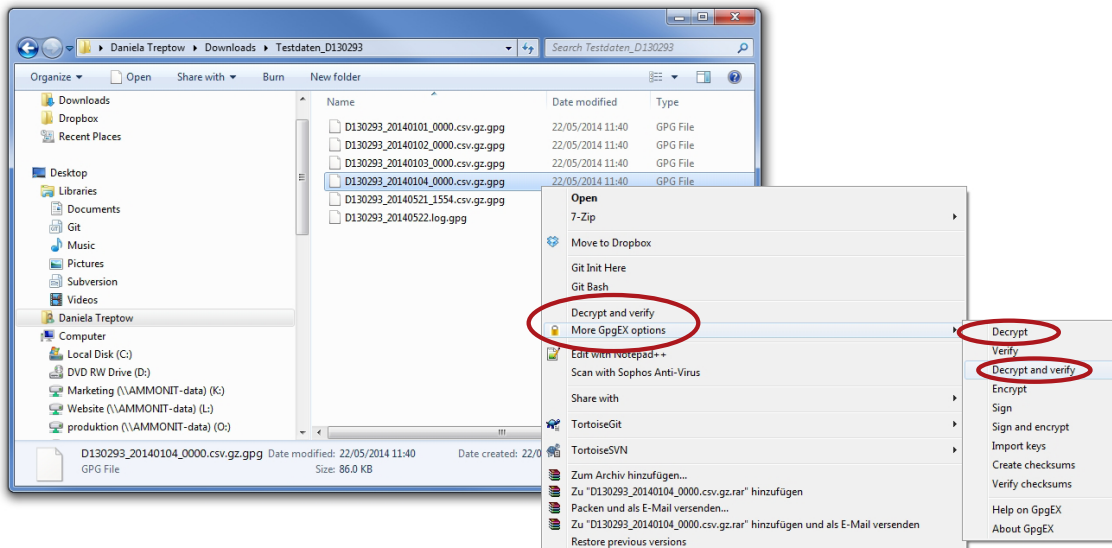 Daniela Treptow Downloads Testdaten_D130293 Search Testdaten_D130293
Organize Open Share with Burn New folder
Downloads
Dropbox
Recent Places
Desktop
Libraries
Documents
Git
Music
Pictures
Subversion
Videos
Daniela Treptow
Computer
Local Disk (C:)
DVD RW Drive (D:)
Marketing (\\AMMONIT-data) (K:)
Website (\\AMMONIT-data) (L:)
produktion (\\AMMONIT-data) (O:)
Name Date modified Type
D130293_20140101_0000.csv.gz.gpg 22/05/2014 11:40 GPG File
D130293_20140102_0000.csv.gz.gpg 22/05/2014 11:40 GPG File
D130293_20140103_0000.csv.gz.gpg 22/05/2014 11:40 GPG File
D130293_20140104_0000.csv.gz.gpg 22/05/2014 11:40 GPG File
D130293_20140521_1554.csv.gz.gpg
D130293_20140522.log.gpg
D130293_20140104_0000.csv.gz.gpg Date modified: 22/05/2014 11:40 Date created: 22/0
GPG File Size: 86.0 KB
Open
7-Zip
Move to Dropbox
Git Init Here
Git Bash
Decrypt and verify
More GpgEX options
Edit with Notepad++
Scan with Sophos Anti-Virus
Share with
TortoiseGit
TortoiseSVN
Zum Archiv hinzufügen...
Zu "D130293_20140104_0000.csv.gz.rar" hinzufügen
Packen und als E-Mail versenden...
Zu "D130293_20140104_0000.csv.gz.rar" hinzufügen und als E-Mail versenden
Restore previous versions
Decrypt
Verify
Decrypt and verify
Encrypt
Sign
Sign and encrypt
Import keys
Create checksums
Verify checksums
Help on GpgEX
About GpgEX